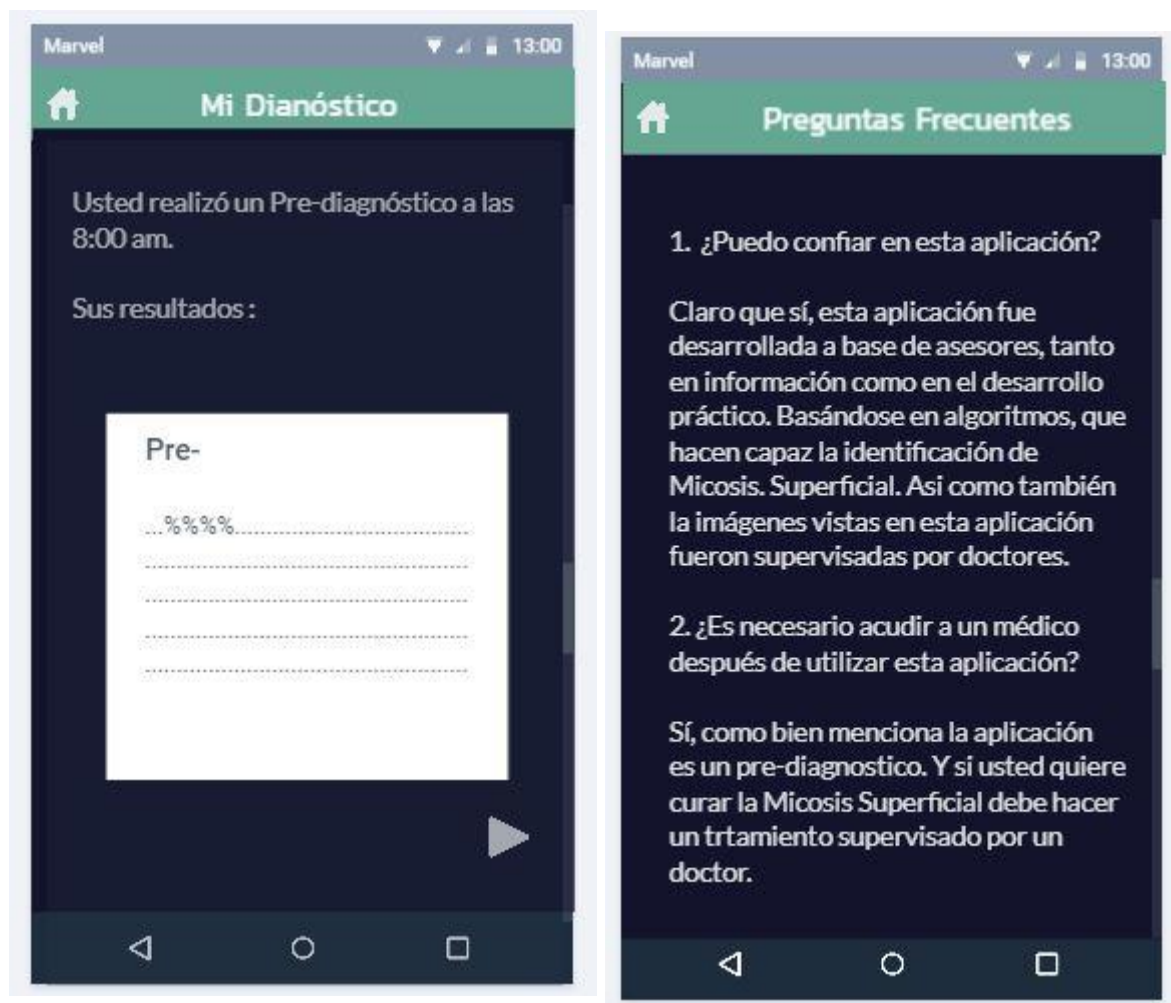 Marvel
13:00
Mi Dianóstico
Usted realizó un Pre-diagnóstico a las
8:00 am.
Sus resultados :
Pre-
...%%%%......
Marvel
13:00
Preguntas Frecuentes
1. ¿Puedo confiar en esta aplicación?
Claro que sí, esta aplicación fue
desarrollada a base de asesores, tanto
en información como en el desarrollo
práctico. Basándose en algoritmos, que
hacen capaz la identificación de
Micosis. Superficial. Asi como también
la imágenes vistas en esta aplicación
fueron supervisadas por doctores.
2. ¿Es necesario acudir a un médico
después de utilizar esta aplicación?
Sí, como bien menciona la aplicación
es un pre-diagnostico. Y si usted quiere
curar la Micosis Superficial debe hacer
un trtamiento supervisado por un
doctor.